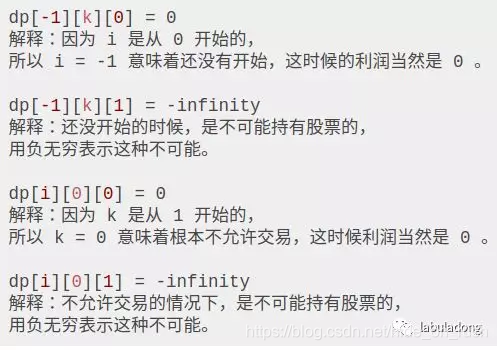 dp[-1][k][0] = 0
解释：因为 i 是从 0 开始的，
所以 i = -1 意味着还没有开始，这时候的利润当然是 0 。
dp[-1][k][1] = -infinity
解释：还没开始的时候，是不可能持有股票的，
用负无穷表示这种不可能。
dp[i][0][0] = 0
解释：因为 k 是从 1 开始的，
所以 k = 0 意味着根本不允许交易，这时候利润当然是 0 。
dp[i][0][1] = -infinity
解释：不允许交易的情况下，是不可能持有股票的，
用负无穷表示这种不可能。
labuladong